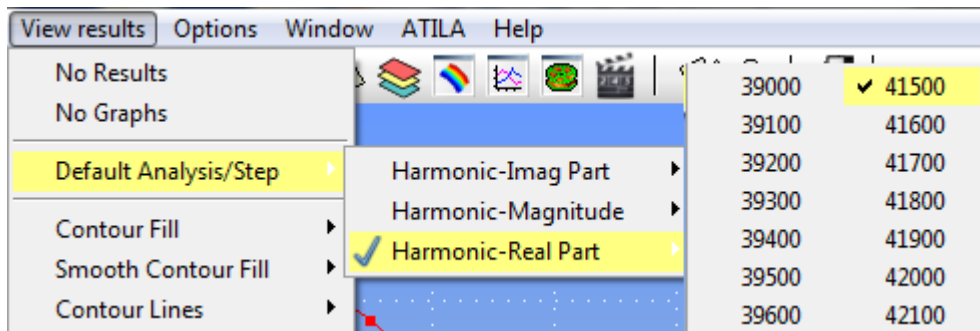 View results Options Window ATILA Help
No Results
No Graphs
Default Analysis/Step
Contour Fill
Smooth Contour Fill
Contour Lines
Harmonic-Imag Part
Harmonic-Magnitude
Harmonic-Real Part
39000 41500
39100 41600
39200 41700
39300 41800
39400 41900
39500 42000
39600 42100